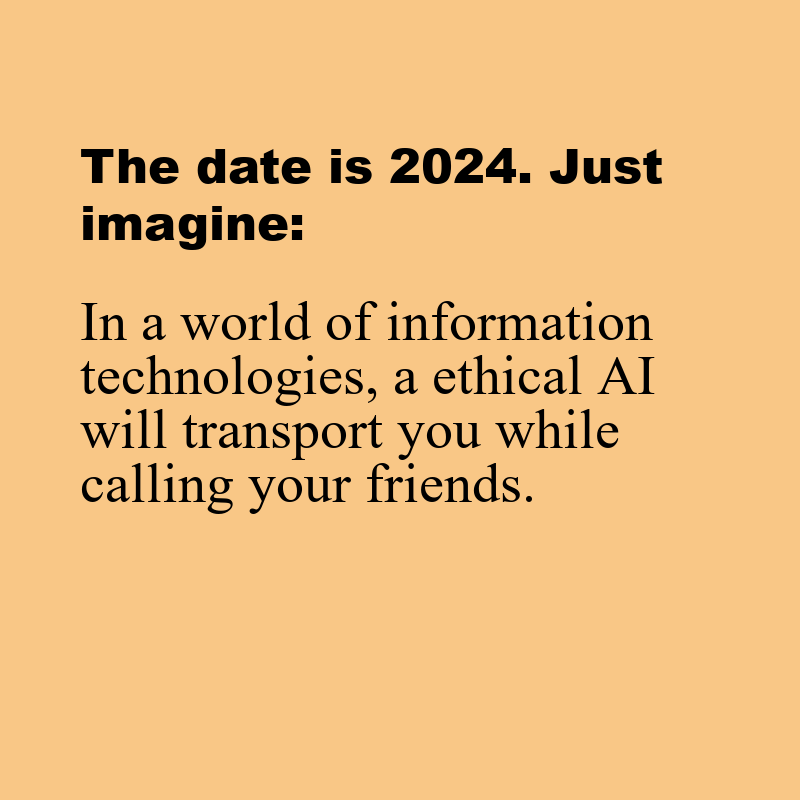 The date is 2024. Just
imagine:
In a world of information
technologies, a ethical AI
will transport you while
calling your friends.